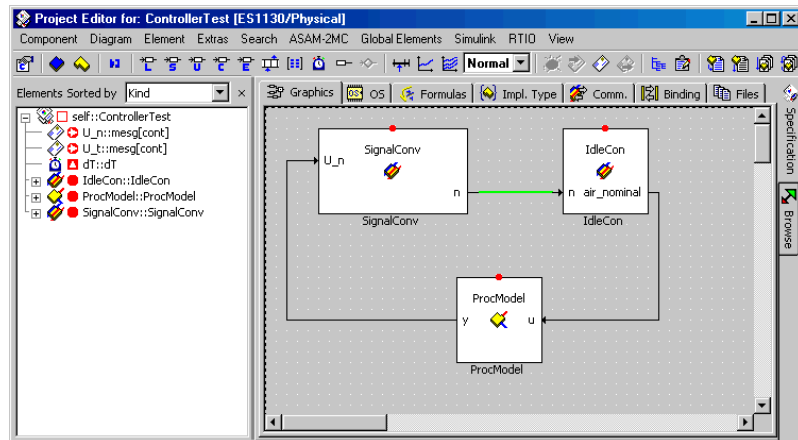 Project Editor for: ControllerTest [ES1130/Physical]
Component Diagram Element Extras Search ASAM-2MC Global Elements Simulink RTIO View
Normal
Elements Sorted by Kind
Graphics OS Formulas Impl. Type Comm. Binding Files
self::ControllerTest
U_n::mesg[cont]
U_t::mesg[cont]
dT::dT
IdleCon::IdleCon
ProcModel::ProcModel
SignalConv::SignalConv
SignalConv
U_n
n
SignalConv
IdleCon
n air_nominal
IdleCon
ProcModel
y u
ProcModel
Specification
Browse